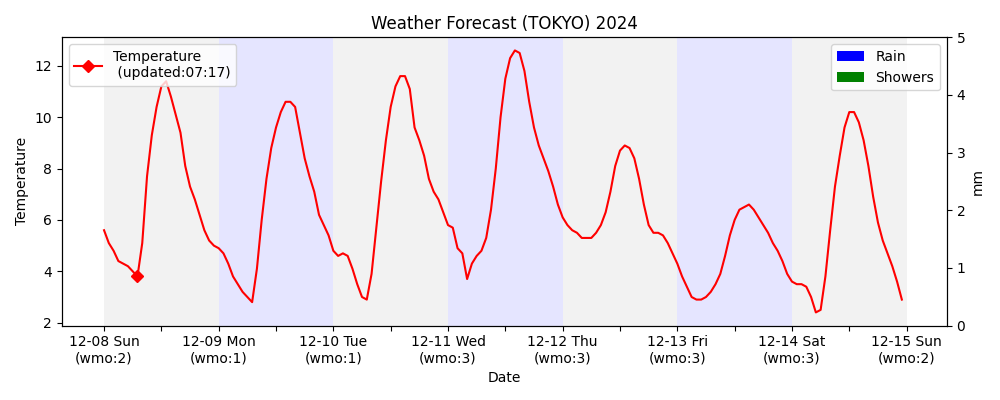 Weather Forecast (TOKYO) 2024
Temperature
(updated:07:17)
Rain
Showers
Temperature
12
10
8
6
4
2
5
4
3
2
1
0
mm
12-08 Sun
(wmo:2)
12-09 Mon
(wmo:1)
12-10 Tue
(wmo:1)
12-11 Wed
(wmo:3)
12-12 Thu
(wmo:3)
12-13 Fri
(wmo:3)
12-14 Sat
(wmo:3)
12-15 Sun
(wmo:2)
Date